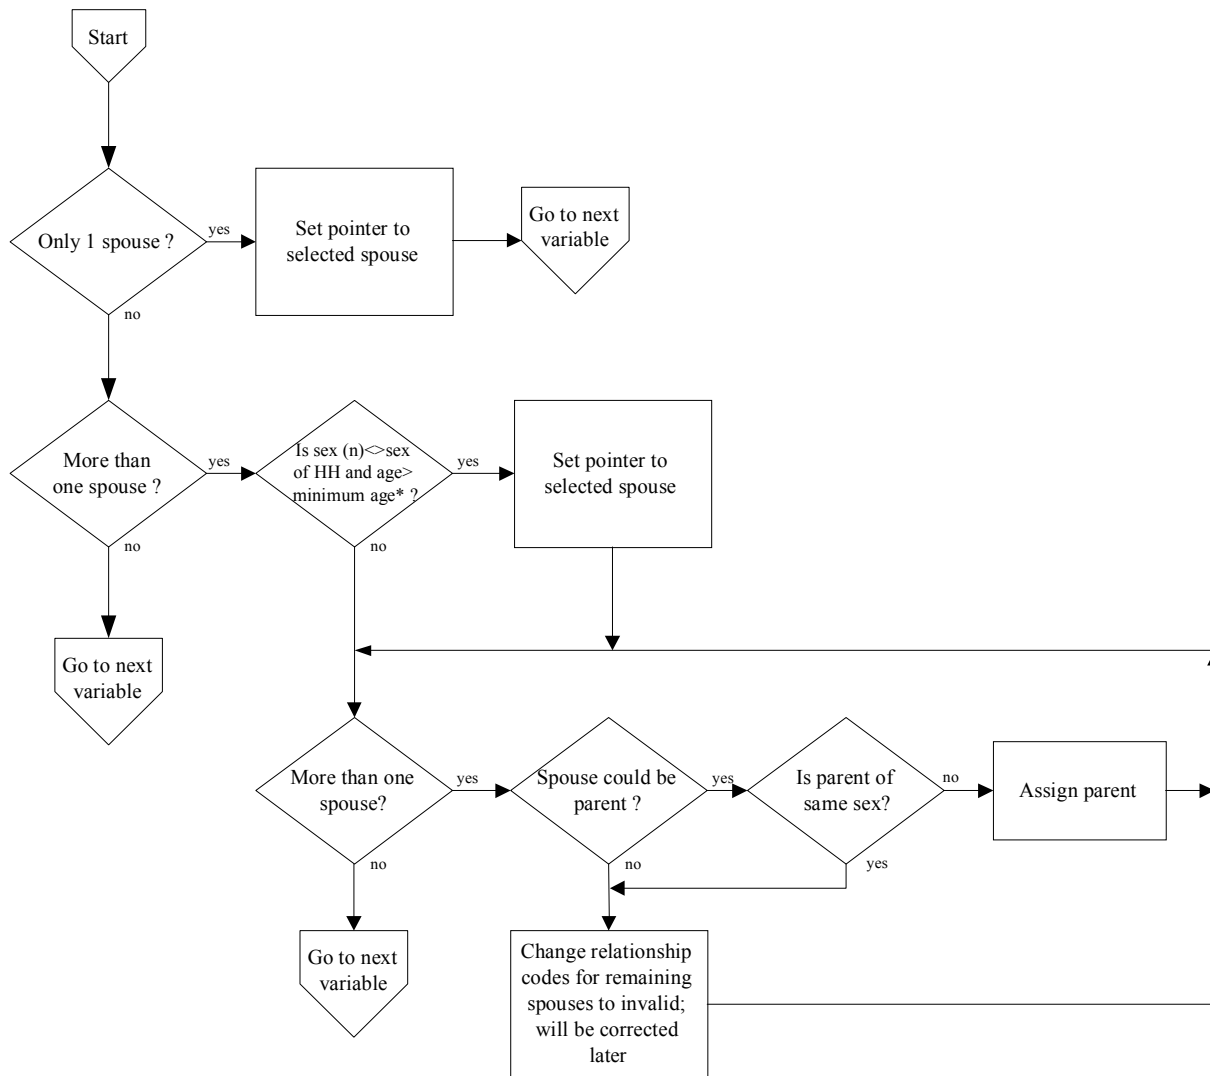 Start
Only 1 spouse ?
yes
Set pointer to
selected spouse
Go to next
variable
no
More than
one spouse ?
yes
Is sex (n)<>sex
of HH and age>
minimum age* ?
yes
Set pointer to
selected spouse
no
no
Go to next
variable
More than one
spouse?
yes
Spouse could be
parent ?
yes
Is parent of
same sex?
no
Assign parent
no
no
yes
Go to next
variable
Change relationship
codes for remaining
spouses to invalid;
will be corrected
later